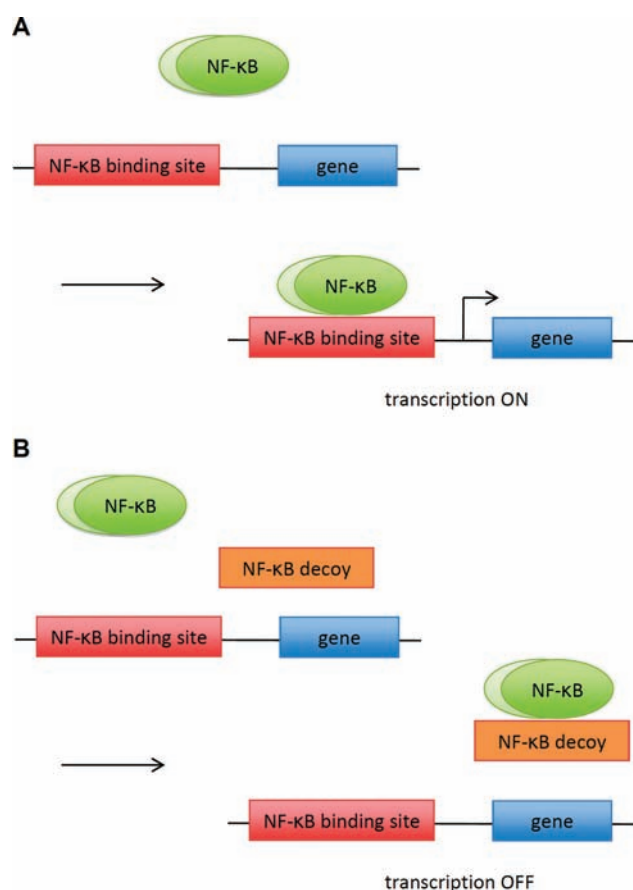 A
NF-κB
NF-κB binding site gene
NF-κB
NF-κB binding site gene
transcription ON
B
NF-κB
NF-κB decoy
NF-κB binding site gene
NF-κB
NF-κB decoy
NF-κB binding site gene
transcription OFF